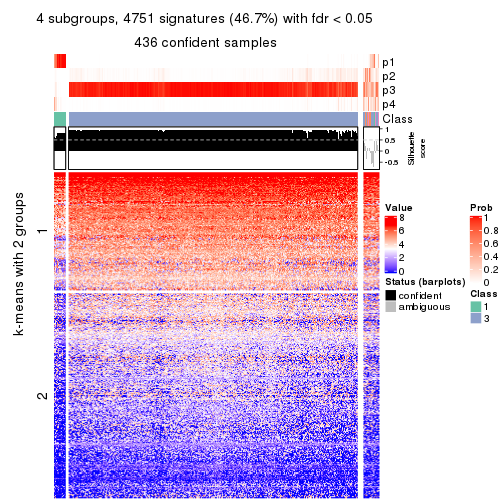 4 subgroups, 4751 signatures (46.7%) with fdr < 0.05
436 confident samples
p1
p2
p3
p4
Class
1
0.5
0
-0.5
Silhouette
score
k-means with 2 groups
1
2
Value
8
6
4
2
0
Status (barplots)
confident
ambiguous
Prob
1
0.8
0.6
0.4
0.2
0
Class
1
3